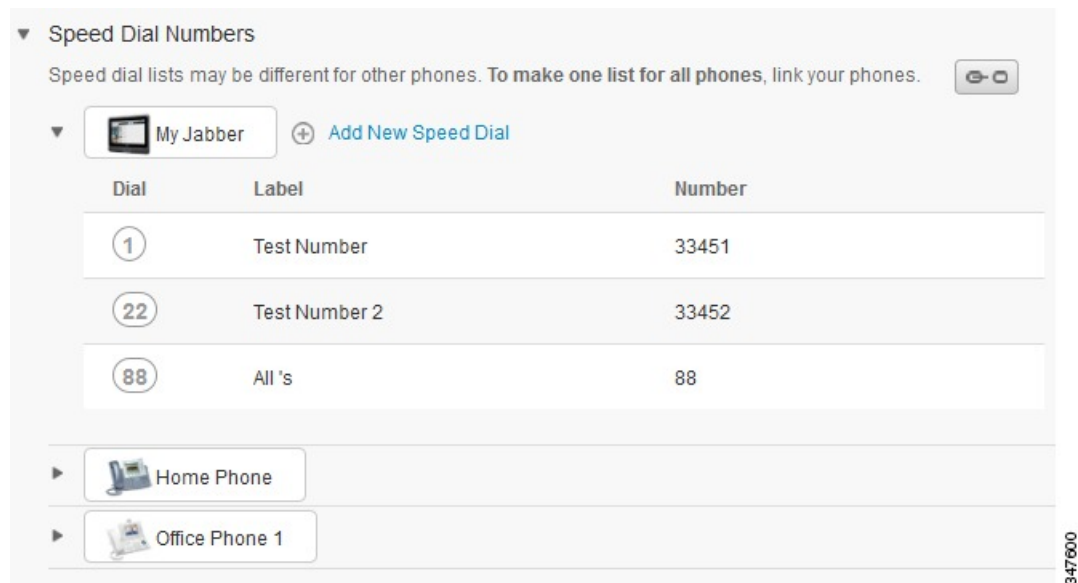 Speed Dial Numbers
Speed dial lists may be different for other phones. To make one list for all phones, link your phones.
My Jabber Add New Speed Dial
Dial Label Number
1 Test Number 33451
22 Test Number 2 33452
88 All 's 88
Home Phone
Office Phone 1
347600